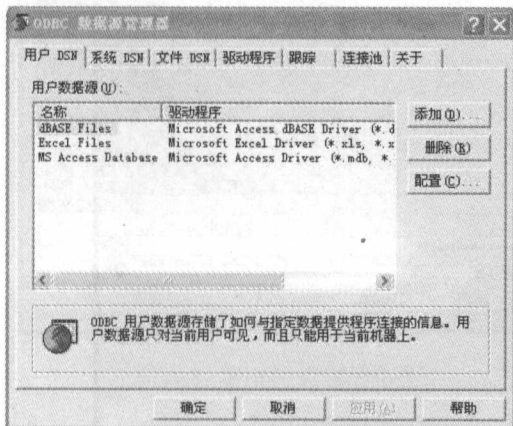 ODBC 数据源管理器
用户 DSN 系统 DSN 文件 DSN 驱动程序 跟踪 连接池 关于
用户数据源(U):
名称 驱动程序
dBASE Files Microsoft Access dBASE Driver (*.d
Excel Files Microsoft Excel Driver (*.xls, *.x
MS Access Database Microsoft Access Driver (*.mdb, *.
添加(D)...
删除(R)
配置(C)...
ODBC 用户数据源存储了如何与指定数据提供程序连接的信息。用
户数据源只对当前用户可见，而且只能用于当前机器上。
确定 取消 应用(A) 帮助